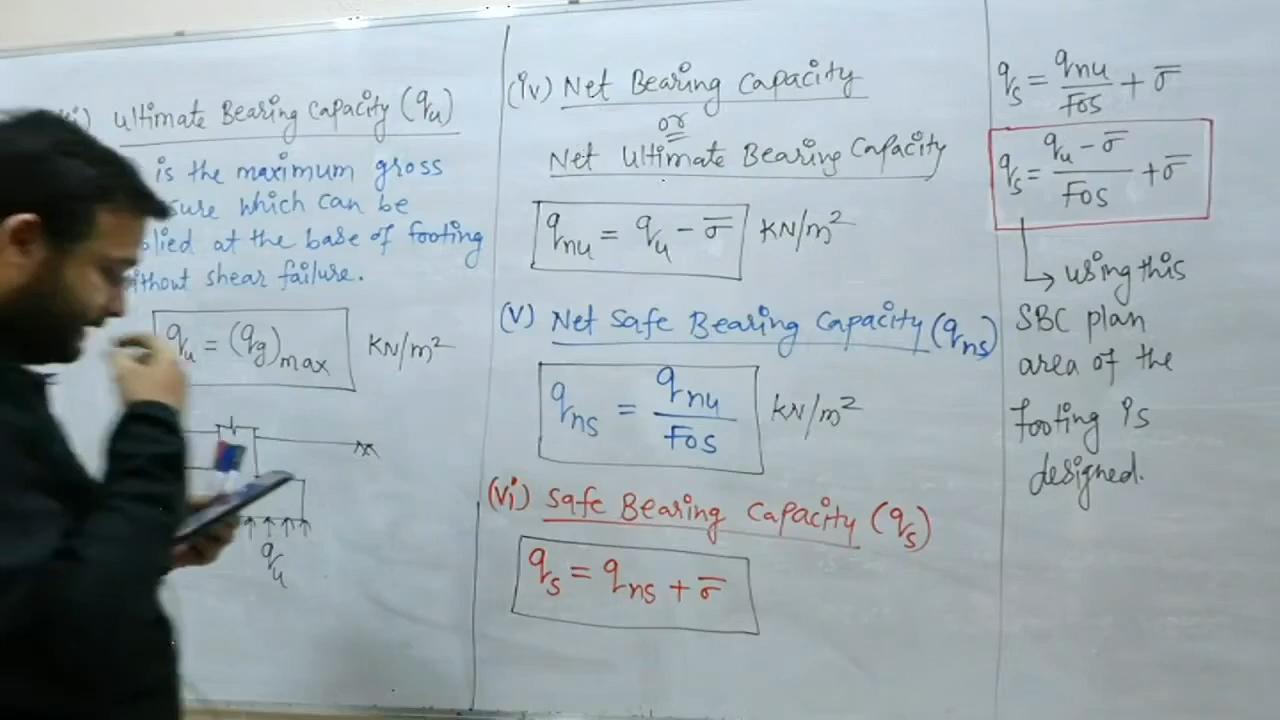 Ultimate Bearing Capacity (qu)
is the maximum gross
which can be
at the base of footing
without shear failure.
qu = (qg)max KN/m²
qu
(iv) Net Bearing Capacity
or
Net Ultimate Bearing Capacity
qnu = qu - σ̅ KN/m²
(V) Net Safe Bearing Capacity (qns)
qns = qnu / FOS KN/m²
(Vi) Safe Bearing Capacity (qs)
qs = qns + σ̅
qs = qnu / FOS + σ̅
qs = qu - σ̅ / FOS + σ̅
using this
SBC plan
area of the
footing is
designed.